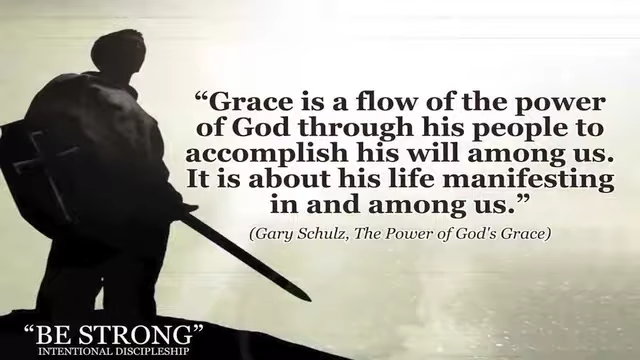 “Grace is a flow of the power
of God through his people to
accomplish his will among us.
It is about his life manifesting
in and among us.”
(Gary Schulz, The Power of God's Grace)
“BE STRONG”
INTENTIONAL DISCIPLESHIP